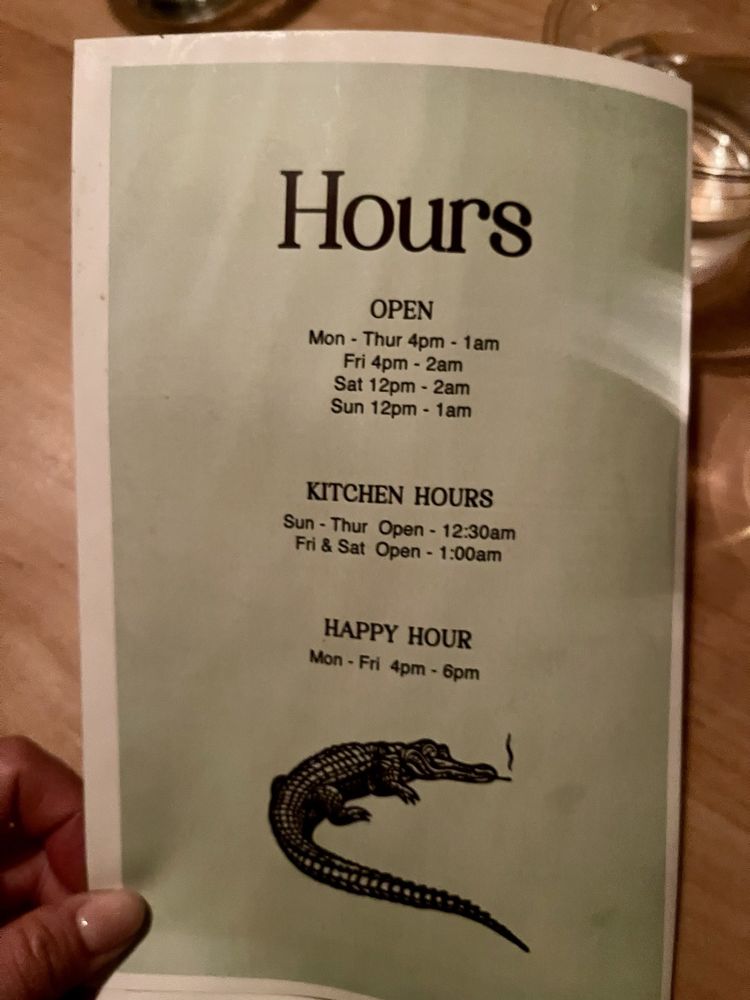 Hours
OPEN
Mon - Thur 4pm - 1am
Fri 4pm - 2am
Sat 12pm - 2am
Sun 12pm - 1am
KITCHEN HOURS
Sun - Thur Open - 12:30am
Fri & Sat Open - 1:00am
HAPPY HOUR
Mon - Fri 4pm - 6pm